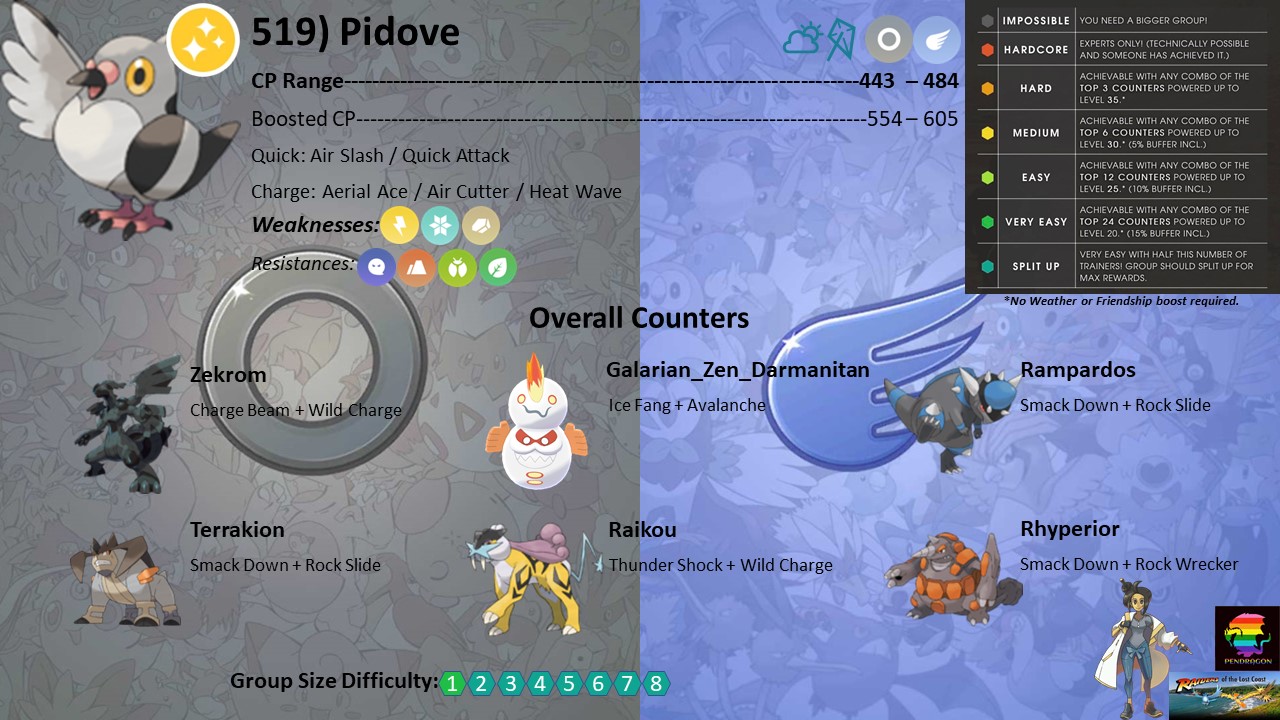 519) Pidove
CP Range------------------------------------------------------------------443 – 484
Boosted CP------------------------------------------------------------------------554 – 605
Quick: Air Slash / Quick Attack
Charge: Aerial Ace / Air Cutter / Heat Wave
Weaknesses:
Resistances:
IMPOSSIBLE YOU NEED A BIGGER GROUP!
HARDCORE EXPERTS ONLY! (TECHNICALLY POSSIBLE
AND SOMEONE HAS ACHIEVED IT.)
HARD ACHIEVABLE WITH ANY COMBO OF THE
TOP 3 COUNTERS POWERED UP TO
LEVEL 35.*
MEDIUM ACHIEVABLE WITH ANY COMBO OF THE
TOP 6 COUNTERS POWERED UP TO
LEVEL 30.* (5% BUFFER INCL.)
EASY ACHIEVABLE WITH ANY COMBO OF THE
TOP 12 COUNTERS POWERED UP TO
LEVEL 25.* (10% BUFFER INCL.)
VERY EASY ACHIEVABLE WITH ANY COMBO OF THE
TOP 24 COUNTERS POWERED UP TO
LEVEL 20.* (15% BUFFER INCL.)
SPLIT UP VERY EASY WITH HALF THIS NUMBER OF
TRAINERS! GROUP SHOULD SPLIT UP FOR
MAX REWARDS.
*No Weather or Friendship boost required.
Overall Counters
Zekrom
Charge Beam + Wild Charge
Galarian_Zen_Darmanitan
Ice Fang + Avalanche
Rampardos
Smack Down + Rock Slide
Terrakion
Smack Down + Rock Slide
Raikou
Thunder Shock + Wild Charge
Rhyperior
Smack Down + Rock Wrecker
Group Size Difficulty: 1 2 3 4 5 6 7 8
PENDRAGON
RAIDERS of the Lost Coast